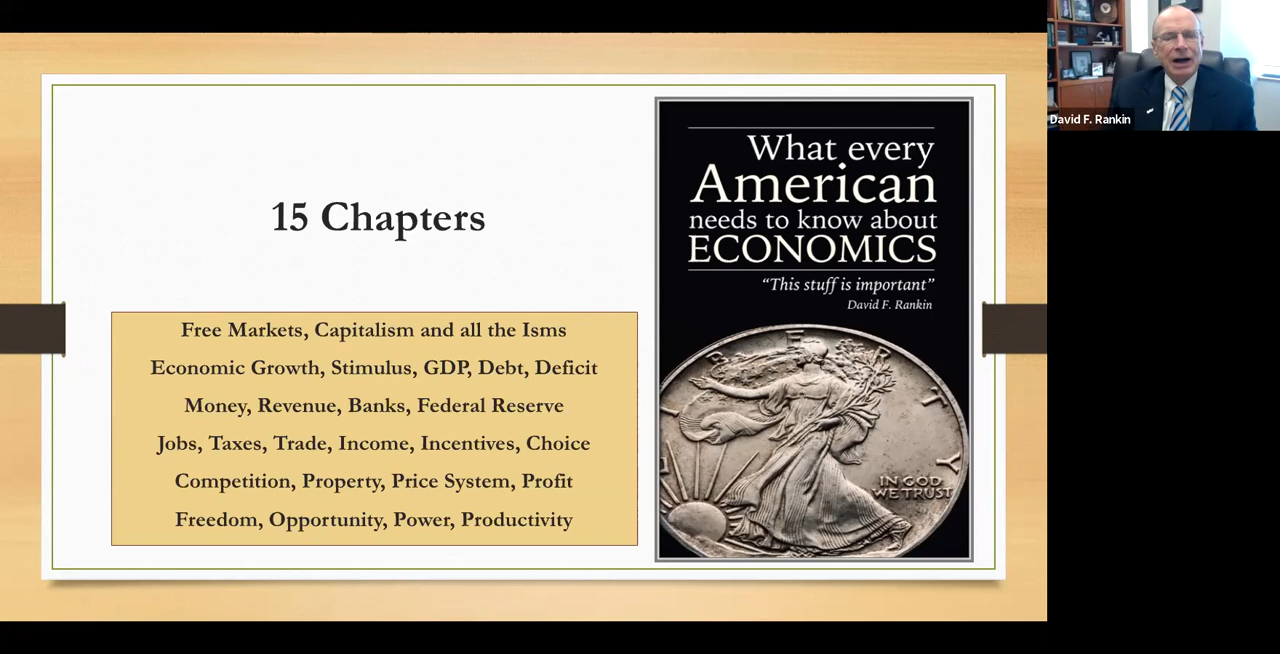 15 Chapters
Free Markets, Capitalism and all the Isms
Economic Growth, Stimulus, GDP, Debt, Deficit
Money, Revenue, Banks, Federal Reserve
Jobs, Taxes, Trade, Income, Incentives, Choice
Competition, Property, Price System, Profit
Freedom, Opportunity, Power, Productivity
What every
American
needs to know about
ECONOMICS
“This stuff is important”
David F. Rankin
LIBERTY
IN GOD
WE TRUST
David F. Rankin